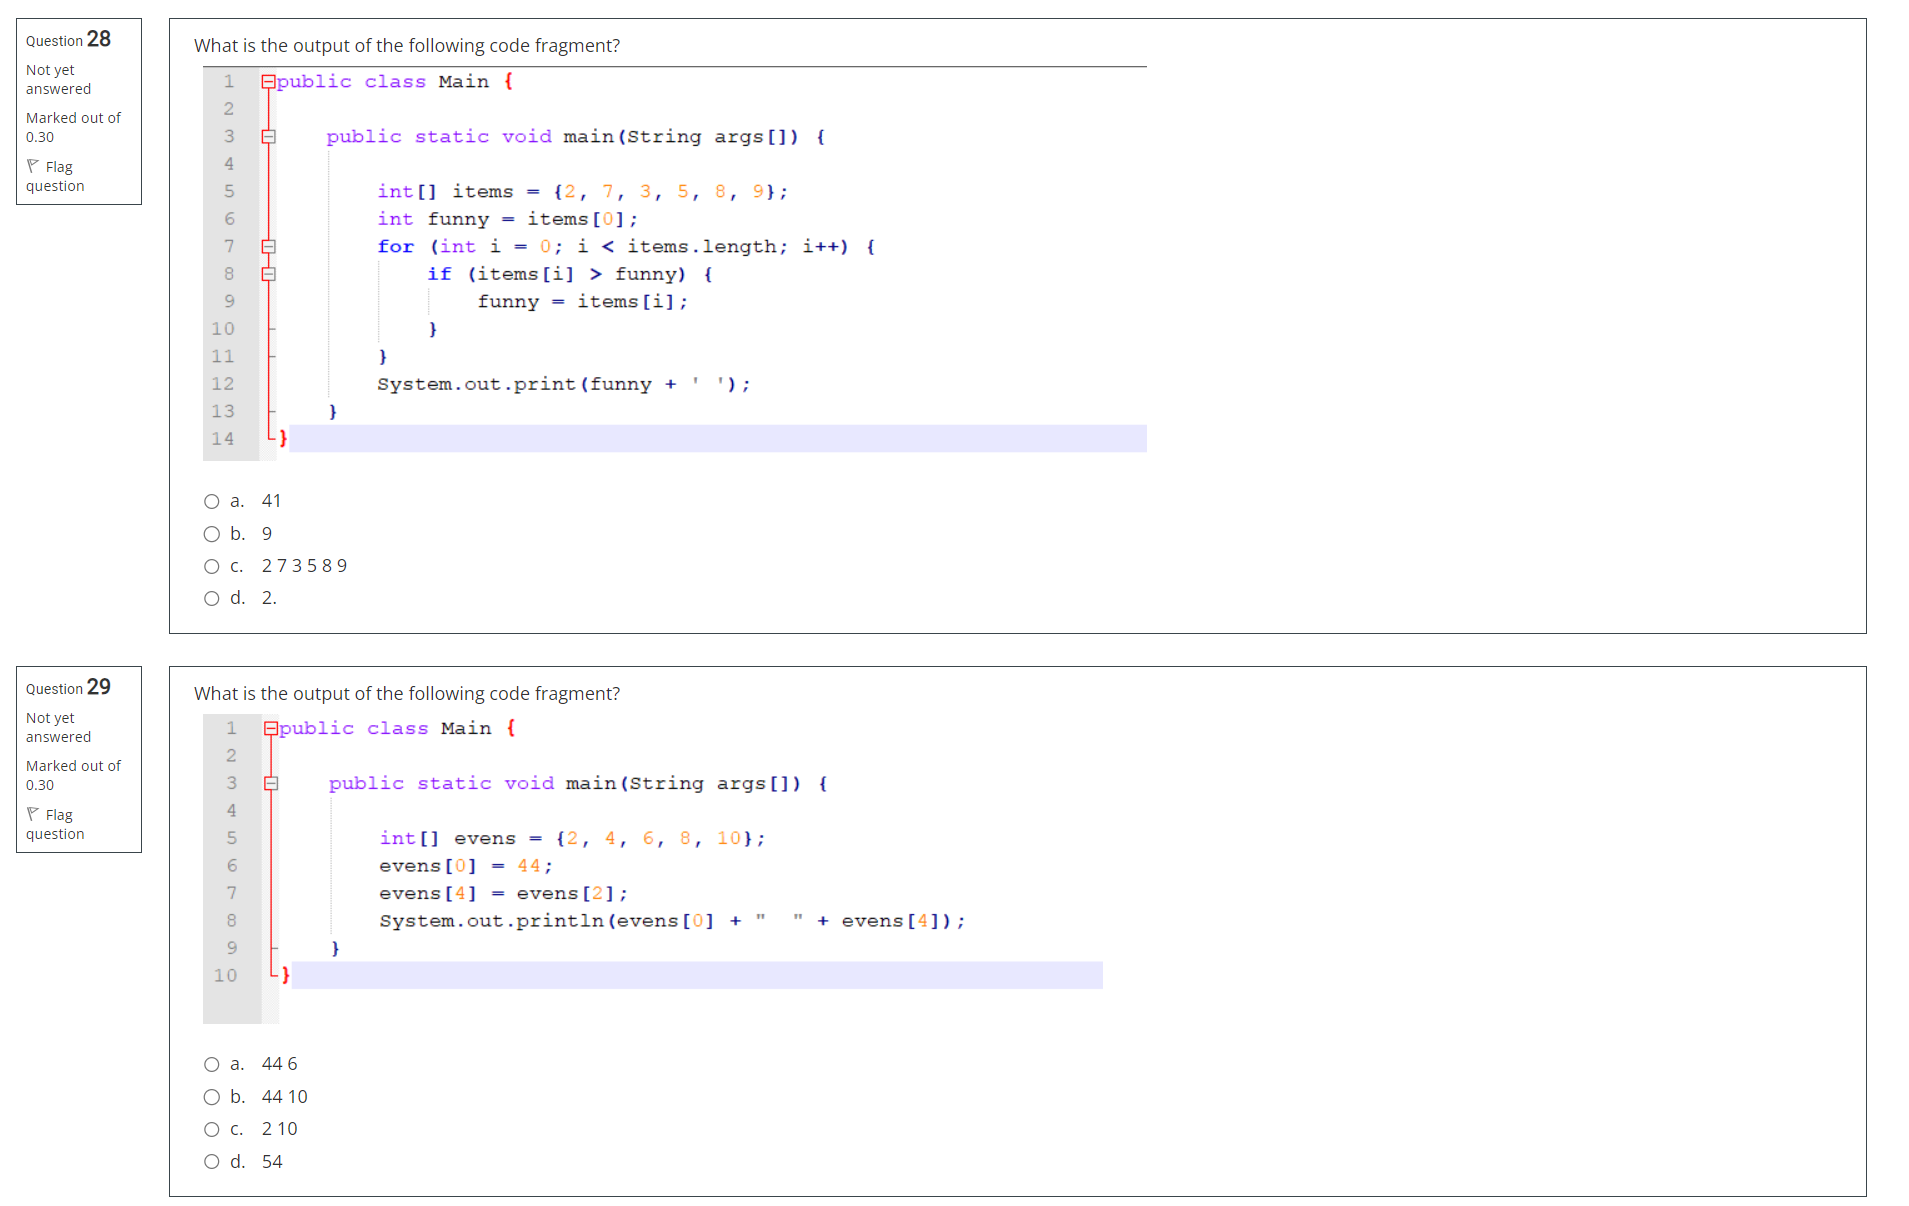 Question 28
Not yet
answered
Marked out of
0.30
Flag
question
What is the output of the following code fragment?
1 public class Main {
2
3 public static void main(String args[]) {
4
5 int[] items = {2, 7, 3, 5, 8, 9};
6 int funny = items[0];
7 for (int i = 0; i < items.length; i++) {
8 if (items[i] > funny) {
9 funny = items[i];
10 }
11 }
12 System.out.print(funny + ' ');
13 }
14 }
a. 41
b. 9
c. 2 7 3 5 8 9
d. 2.
Question 29
Not yet
answered
Marked out of
0.30
Flag
question
What is the output of the following code fragment?
1 public class Main {
2
3 public static void main(String args[]) {
4
5 int[] evens = {2, 4, 6, 8, 10};
6 evens[0] = 44;
7 evens[4] = evens[2];
8 System.out.println(evens[0] + "  " + evens[4]);
9 }
10 }
a. 44 6
b. 44 10
c. 2 10
d. 54